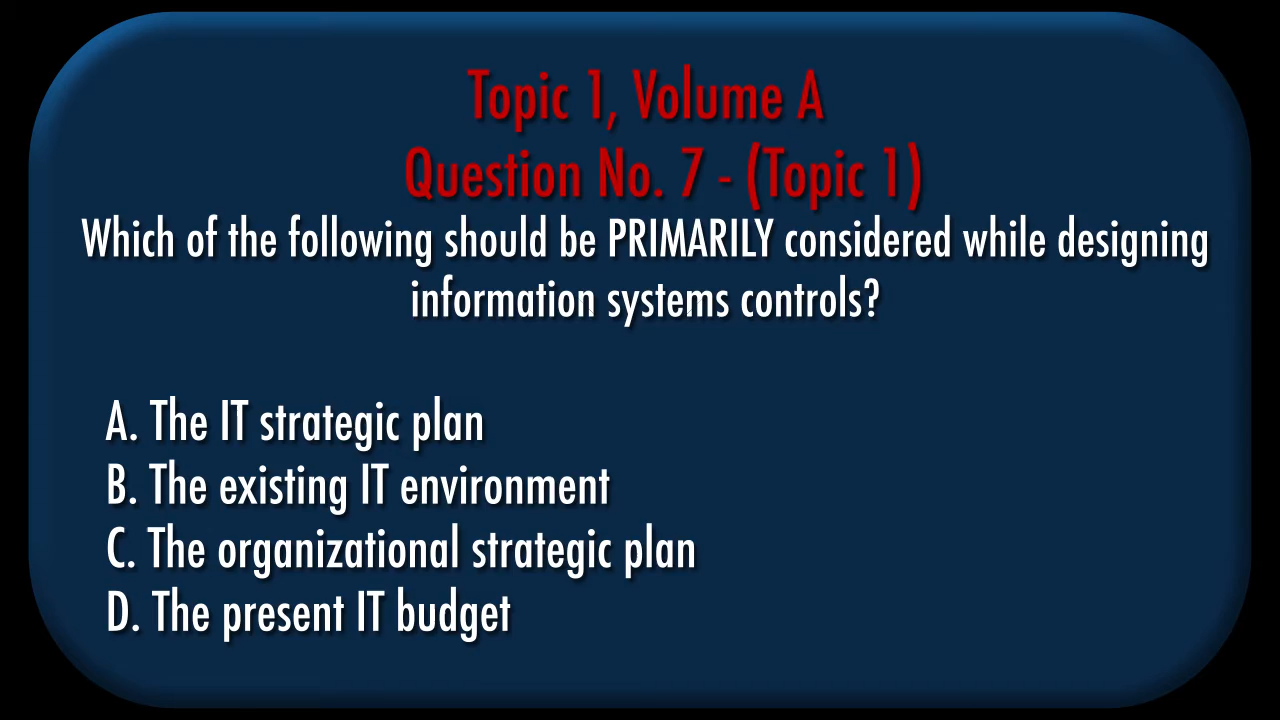 Topic 1, Volume A
Question No. 7 - (Topic 1)
Which of the following should be PRIMARILY considered while designing
information systems controls?
A. The IT strategic plan
B. The existing IT environment
C. The organizational strategic plan
D. The present IT budget